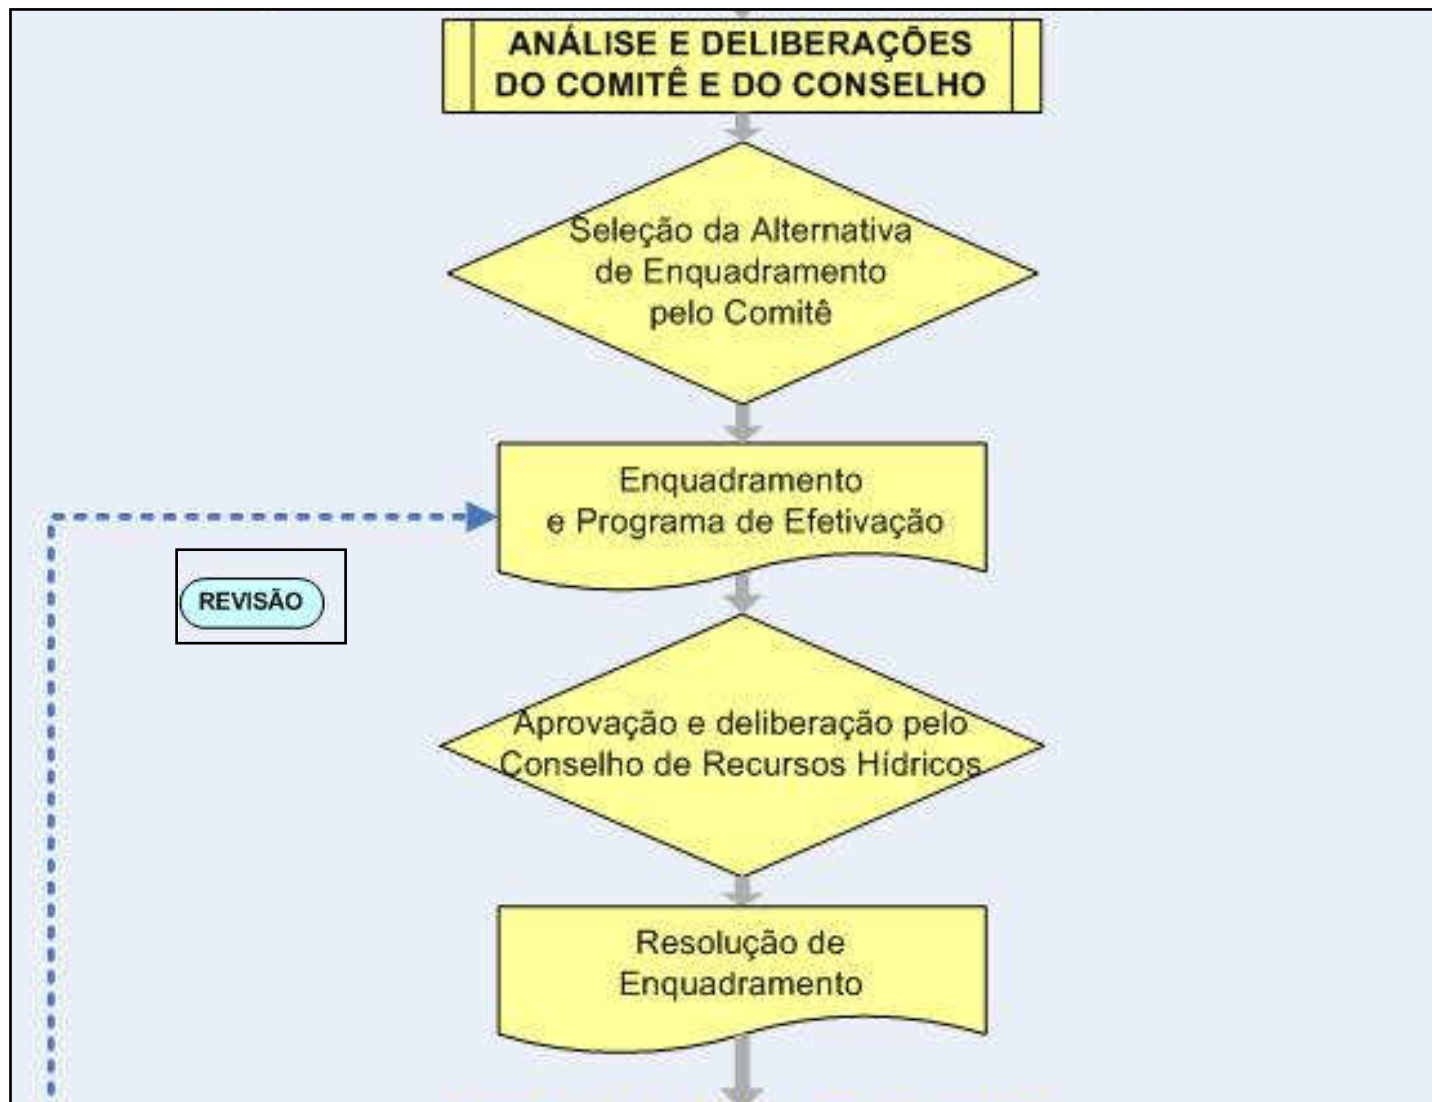 ANÁLISE E DELIBERAÇÕES
DO COMITÊ E DO CONSELHO
Seleção da Alternativa
de Enquadramento
pelo Comitê
Enquadramento
e Programa de Efetivação
REVISÃO
Aprovação e deliberação pelo
Conselho de Recursos Hídricos
Resolução de
Enquadramento